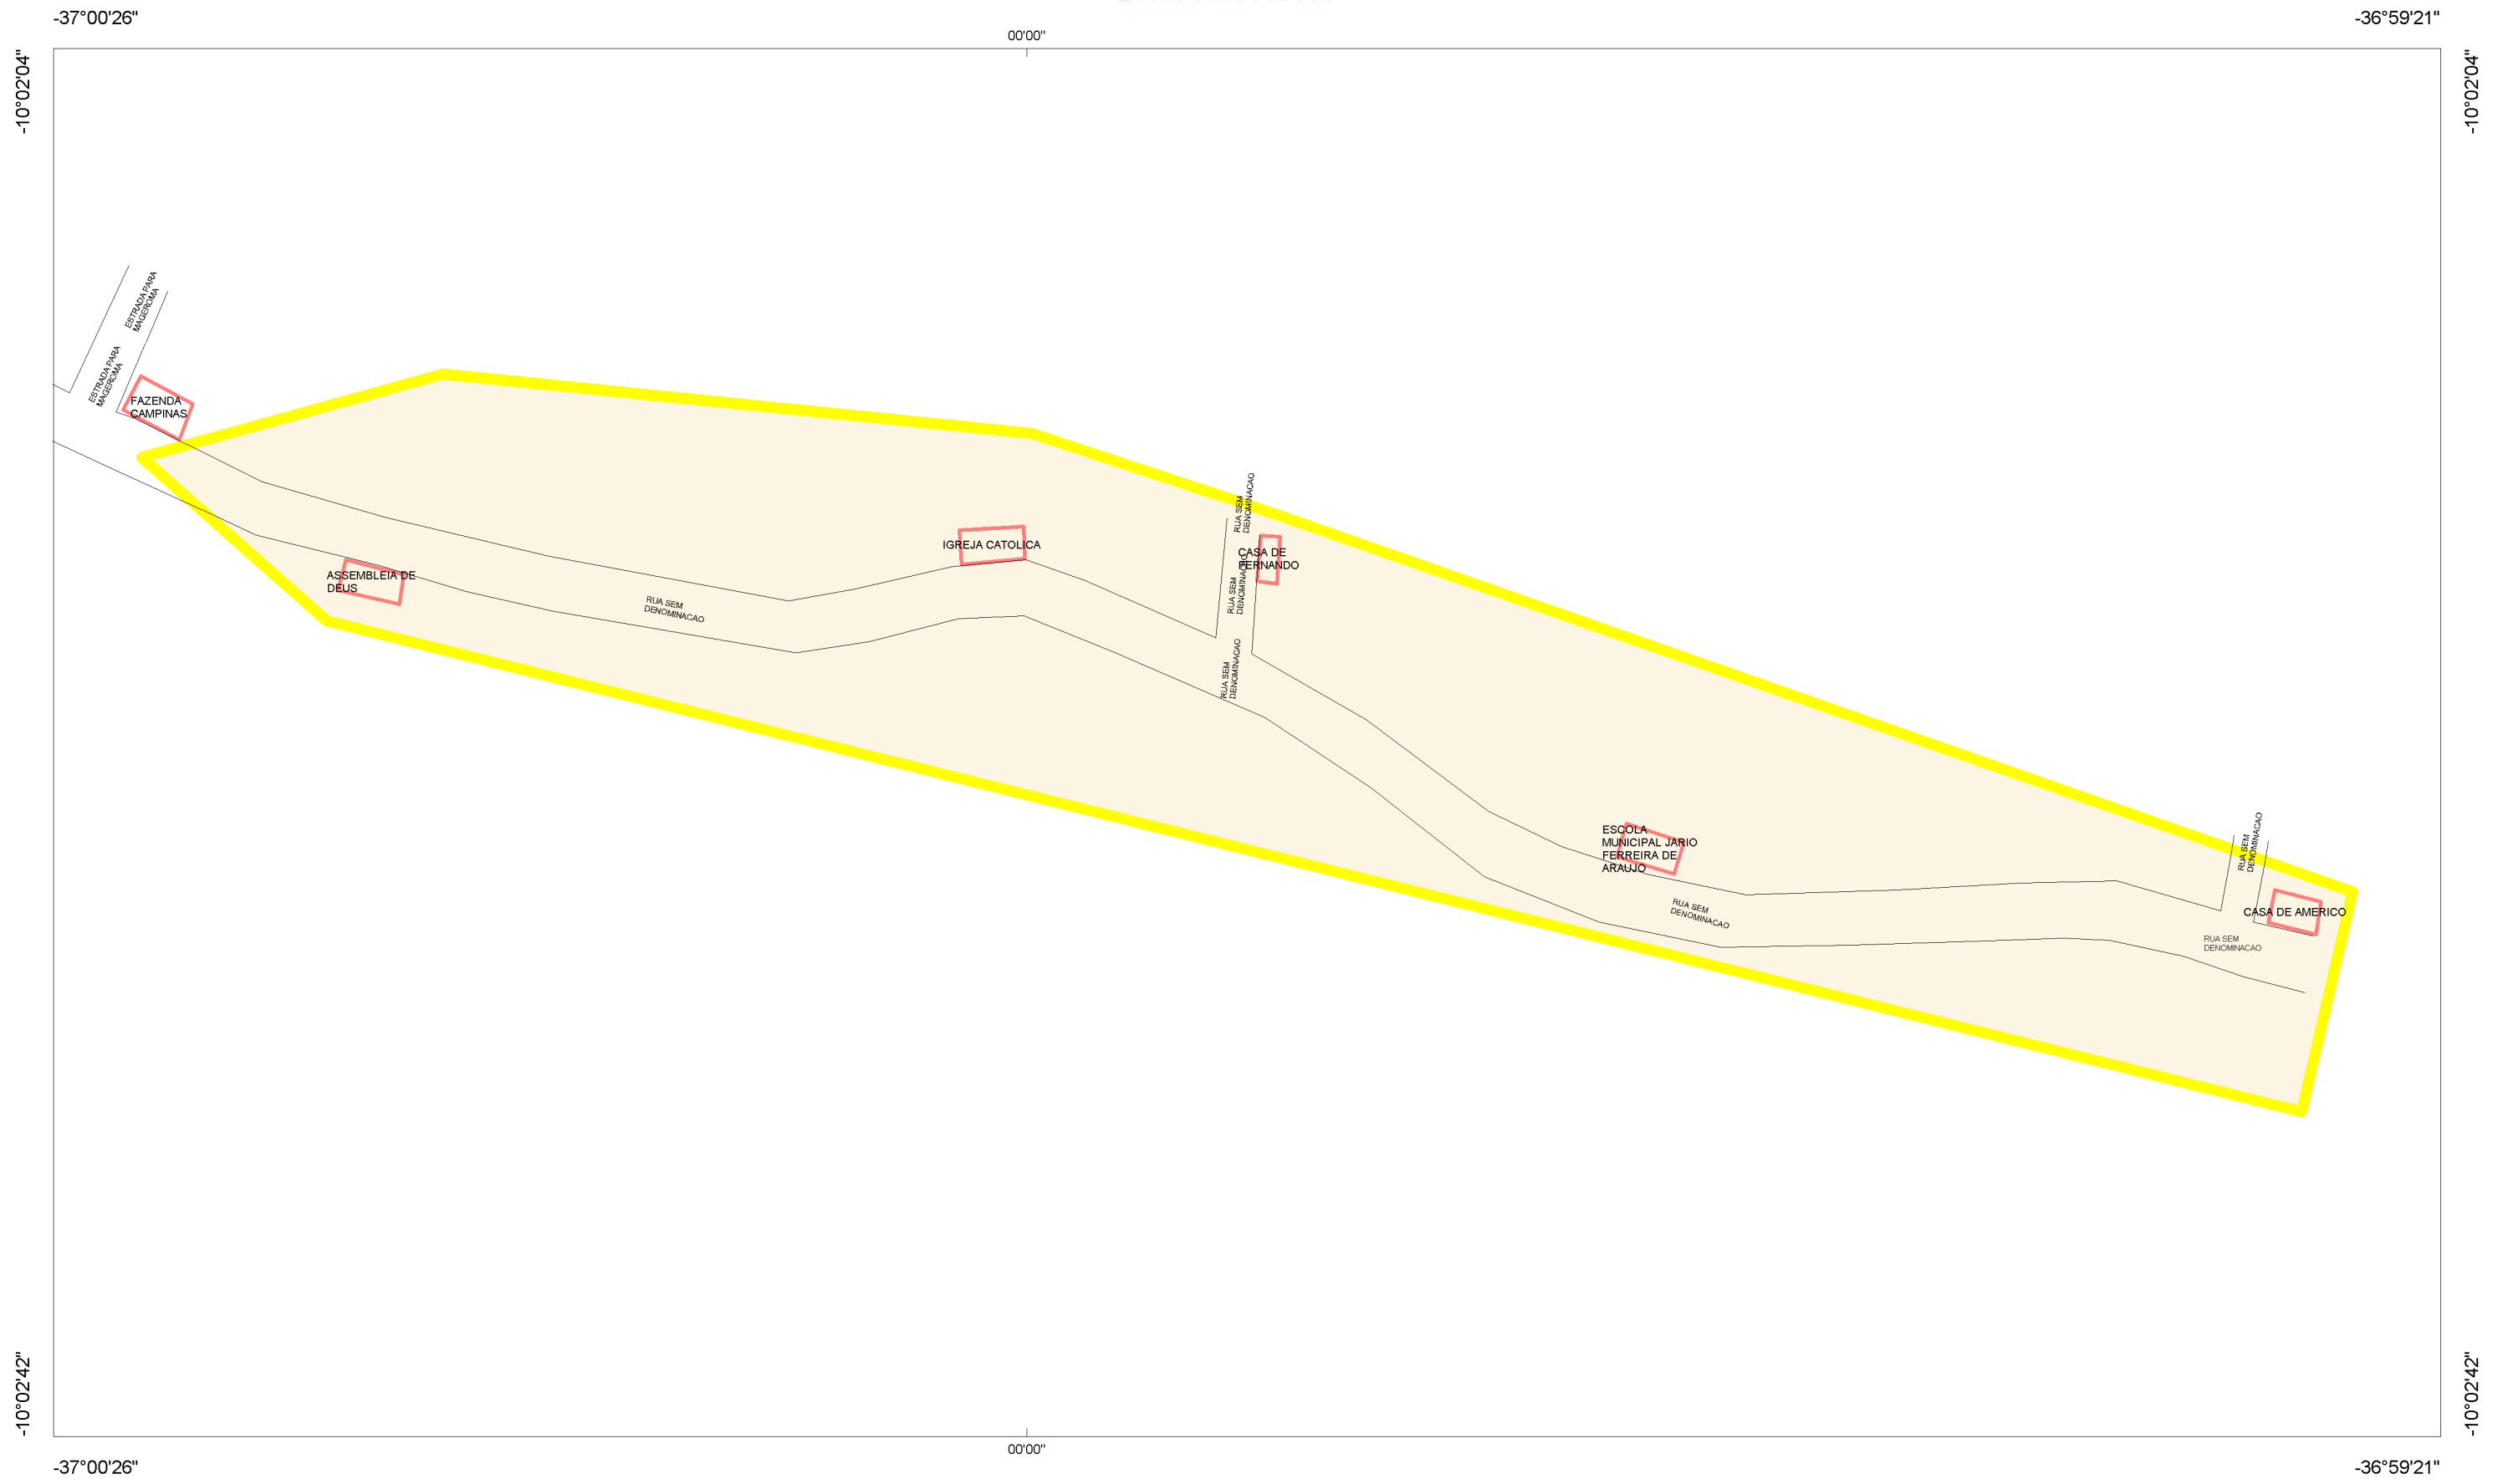 -37°00'26"
-36°59'21"
00'00"
-10°02'04"
-10°02'04"
ESTRADA PARA
MAGEROMA
ESTRADA PARA
MAGEROMA
FAZENDA
CAMPINAS
RUA SEM
DENOMINACAO
IGREJA CATOLICA
CASA DE
FERNANDO
ASSEMBLEIA DE
DEUS
RUA SEM
DENOMINACAO
RUA SEM
DENOMINACAO
RUA SEM
DENOMINACAO
ESCOLA
MUNICIPAL JARIO
FERREIRA DE
ARAUJO
RUA SEM
DENOMINACAO
RUA SEM
DENOMINACAO
CASA DE AMERICO
RUA SEM
DENOMINACAO
-10°02'42"
-10°02'42"
00'00"
-37°00'26"
-36°59'21"